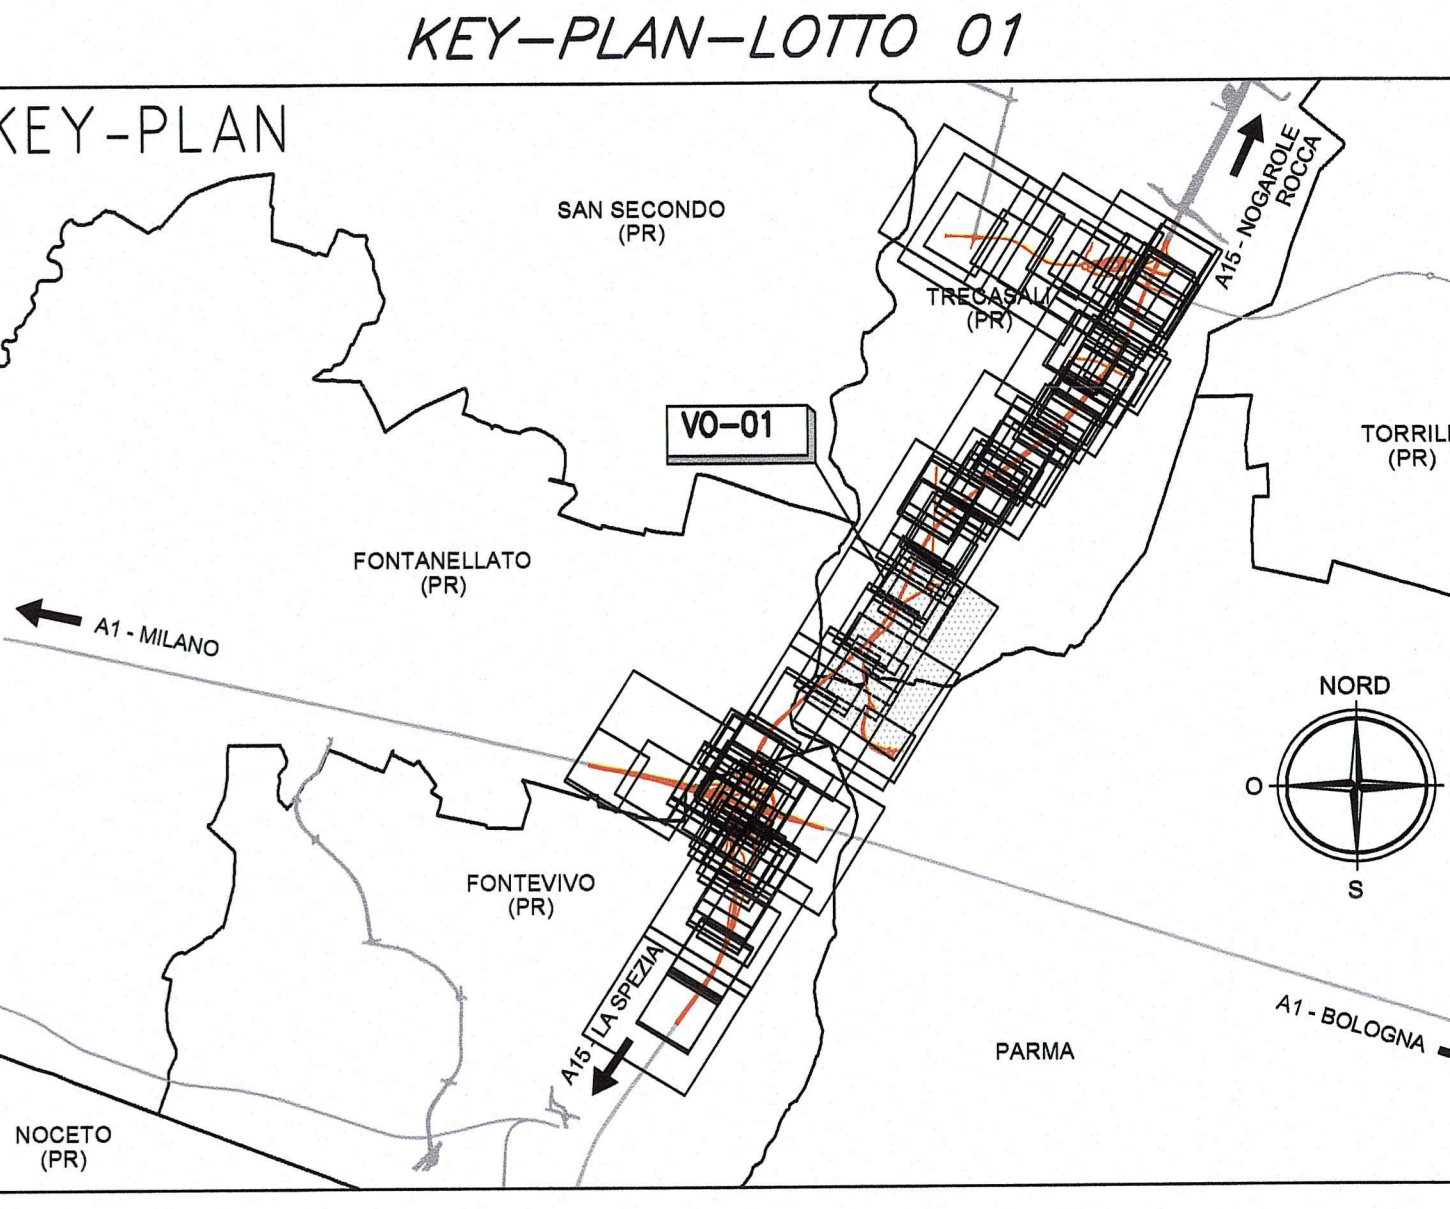 KEY-PLAN-LOTTO 01
KEY-PLAN
SAN SECONDO
(PR)
A15 - NOGAROLE
ROCCA
TRECASALI
(PR)
VO-01
TORRILE
(PR)
FONTANELLATO
(PR)
A1 - MILANO
NORD
O
S
FONTEVIVO
(PR)
A15 - LA SPEZIA
A1 - BOLOGNA
PARMA
NOCETO
(PR)